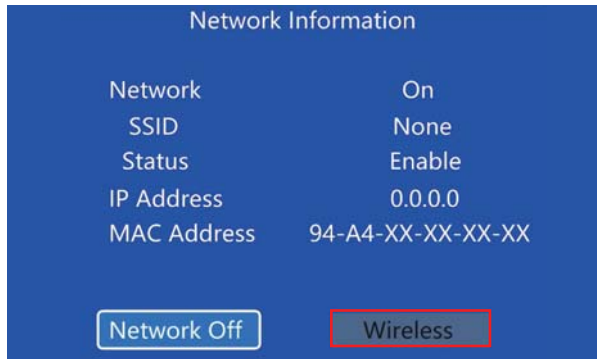 Network Information
Network On
SSID None
Status Enable
IP Address 0.0.0.0
MAC Address 94-A4-XX-XX-XX-XX
Network Off Wireless